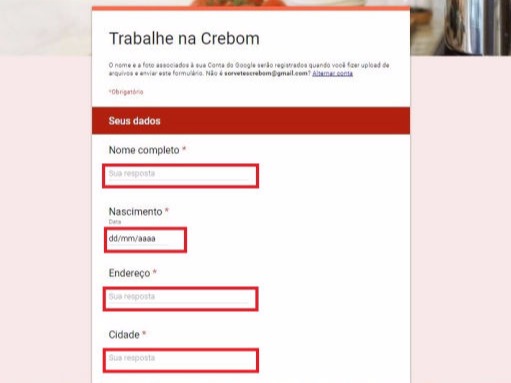 Trabalhe na Crebom
O nome e a foto associados à sua Conta do Google serão registrados quando você fizer upload de
arquivos e enviar este formulário. Não é sorvetescrebom@gmail.com? Alternar conta
*Obrigatório
Seus dados
Nome completo *
Sua resposta
Nascimento *
Data
dd/mm/aaaa
Endereço *
Sua resposta
Cidade *
Sua resposta